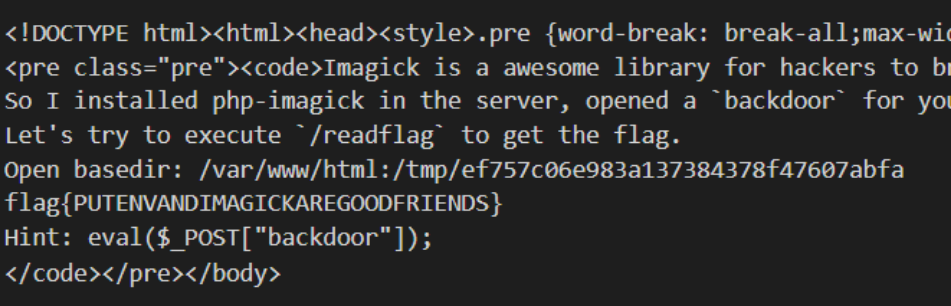 <!DOCTYPE html><html><head><style>.pre {word-break: break-all;max-wid
<pre class="pre"><code>Imagick is a awesome library for hackers to br
So I installed php-imagick in the server, opened a `backdoor` for you
Let's try to execute `/readflag` to get the flag.
Open basedir: /var/www/html:/tmp/ef757c06e983a137384378f47607abfa
flag{PUTENVANDIMAGICKAREGOODFRIENDS}
Hint: eval($_POST["backdoor"]);
</code></pre></body>